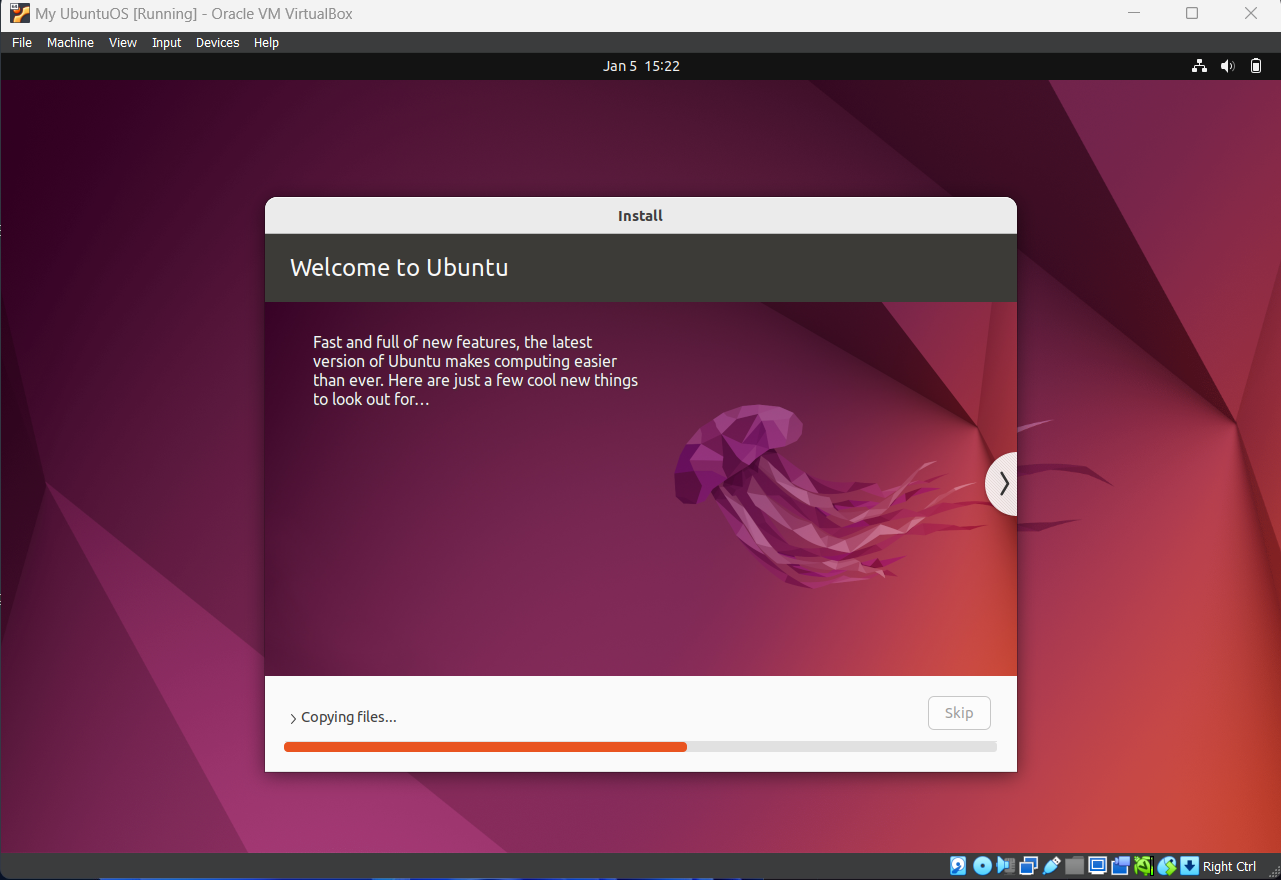 My UbuntuOS [Running] - Oracle VM VirtualBox
File Machine View Input Devices Help
Jan 5 15:22
Install
Welcome to Ubuntu
Fast and full of new features, the latest
version of Ubuntu makes computing easier
than ever. Here are just a few cool new things
to look out for…
Copying files...
Skip
Right Ctrl